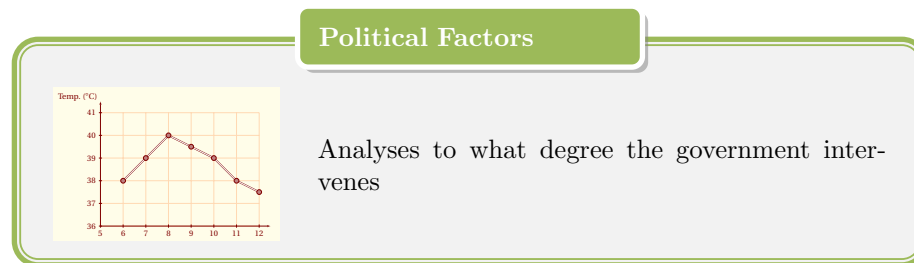 Political Factors
Temp. (°C)
41
40
39
38
37
36
5 6 7 8 9 10 11 12
Analyses to what degree the government inter-
venes